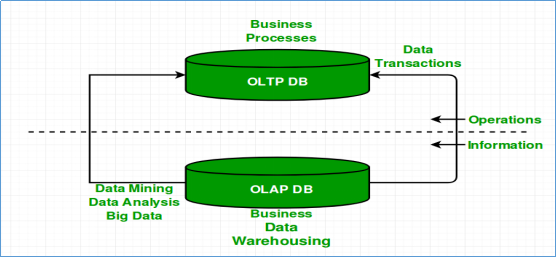 Business
Processes
OLTP DB
Data
Transactions
Operations
Information
OLAP DB
Data Mining
Data Analysis
Big Data
Business
Data
Warehousing